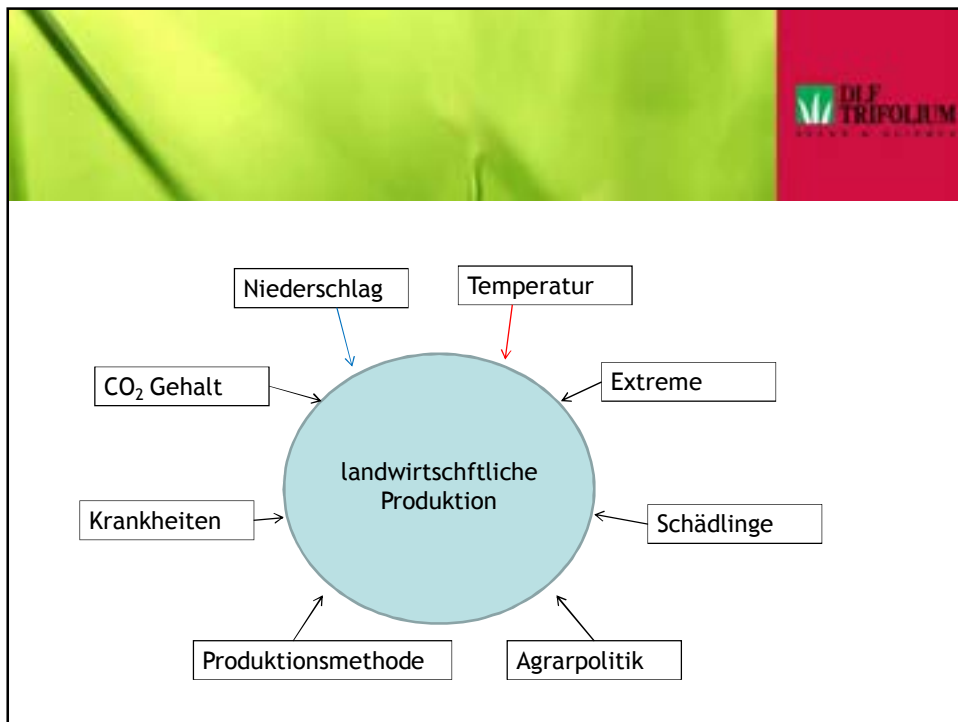 DLF
TRIFOLIUM
Niederschlag
Temperatur
CO₂ Gehalt
Extreme
landwirtschftliche
Produktion
Krankheiten
Schädlinge
Produktionsmethode
Agrarpolitik